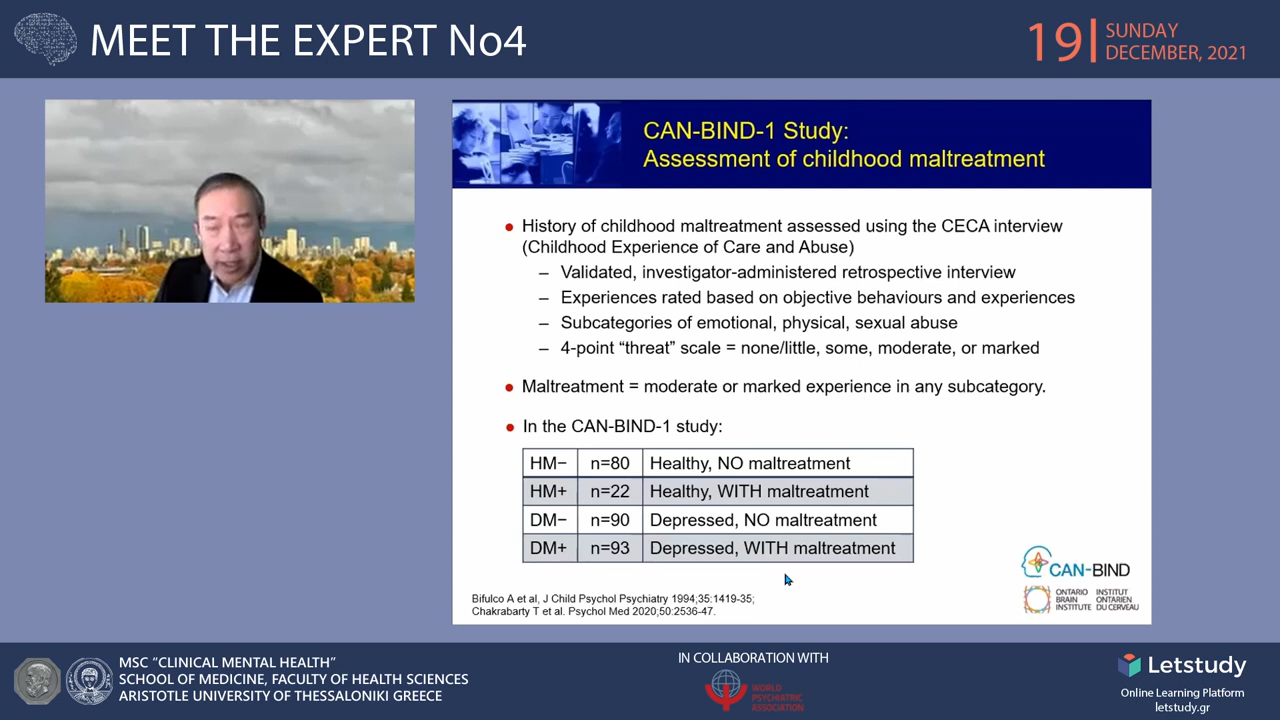 MEET THE EXPERT No4
19| SUNDAY
DECEMBER, 2021
CAN-BIND-1 Study:
Assessment of childhood maltreatment
• History of childhood maltreatment assessed using the CECA interview
(Childhood Experience of Care and Abuse)
– Validated, investigator-administered retrospective interview
– Experiences rated based on objective behaviours and experiences
– Subcategories of emotional, physical, sexual abuse
– 4-point “threat” scale = none/little, some, moderate, or marked
• Maltreatment = moderate or marked experience in any subcategory.
• In the CAN-BIND-1 study:
HM− n=80 Healthy, NO maltreatment
HM+ n=22 Healthy, WITH maltreatment
DM− n=90 Depressed, NO maltreatment
DM+ n=93 Depressed, WITH maltreatment
CAN-BIND
ONTARIO INSTITUT
BRAIN ONTARIEN
INSTITUTE DU CERVEAU
Bifulco A et al, J Child Psychol Psychiatry 1994;35:1419-35;
Chakrabarty T et al. Psychol Med 2020;50:2536-47.
MSC “CLINICAL MENTAL HEALTH”
SCHOOL OF MEDICINE, FACULTY OF HEALTH SCIENCES
ARISTOTLE UNIVERSITY OF THESSALONIKI GREECE
IN COLLABORATION WITH
WORLD
PSYCHIATRIC
ASSOCIATION
Letstudy
Online Learning Platform
letstudy.gr